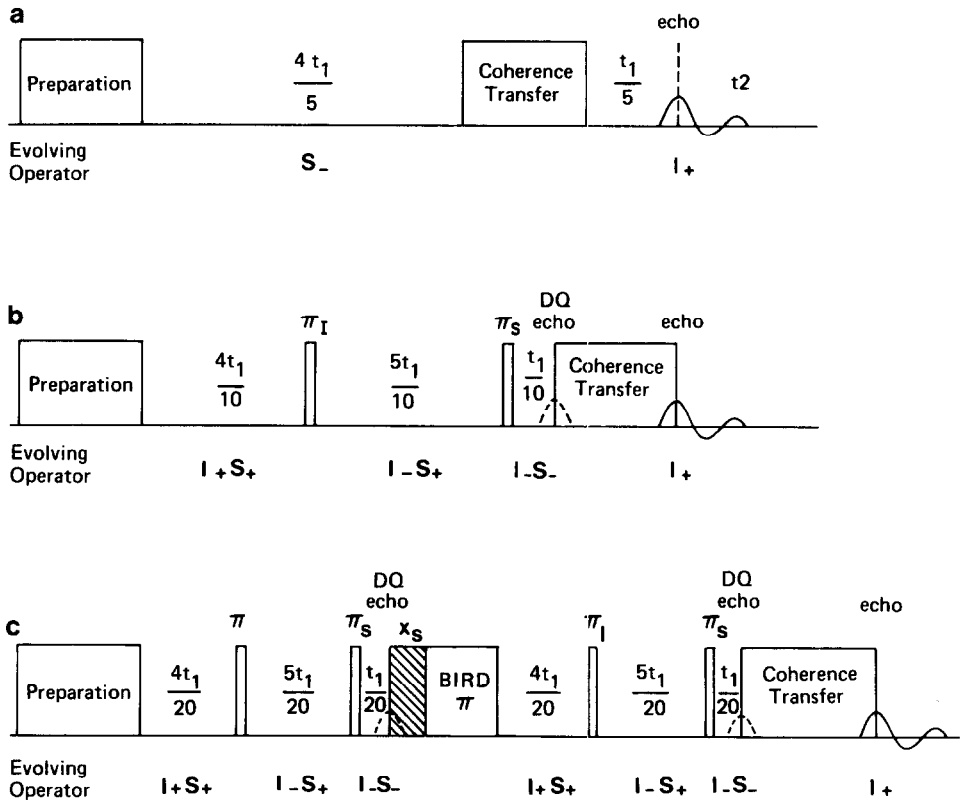 a
echo
Preparation
4 t1
5
Coherence
Transfer
t1
5
t2
Evolving
Operator
S−
I+
b
DQ
echo
echo
πI
πS
Preparation
4t1
10
5t1
10
t1
10
Coherence
Transfer
Evolving
Operator
I+S+
I−S+
I−S−
I+
c
DQ
echo
DQ
echo
echo
π
πS
xS
πI
πS
Preparation
4t1
20
5t1
20
t1
20
BIRD
π
4t1
20
5t1
20
t1
20
Coherence
Transfer
Evolving
Operator
I+S+
I−S+
I−S−
I+S+
I−S+
I−S−
I+